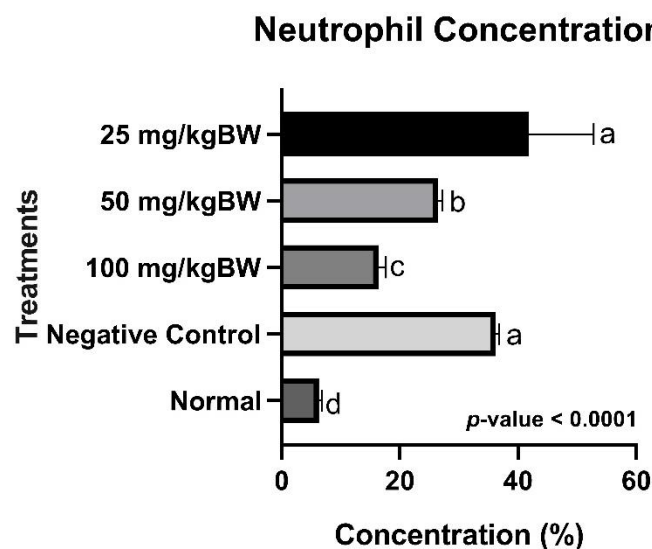 Neutrophil Concentration
Treatments
25 mg/kgBW
a
50 mg/kgBW
b
100 mg/kgBW
c
Negative Control
a
Normal
d
p-value < 0.0001
0 20 40 60
Concentration (%)